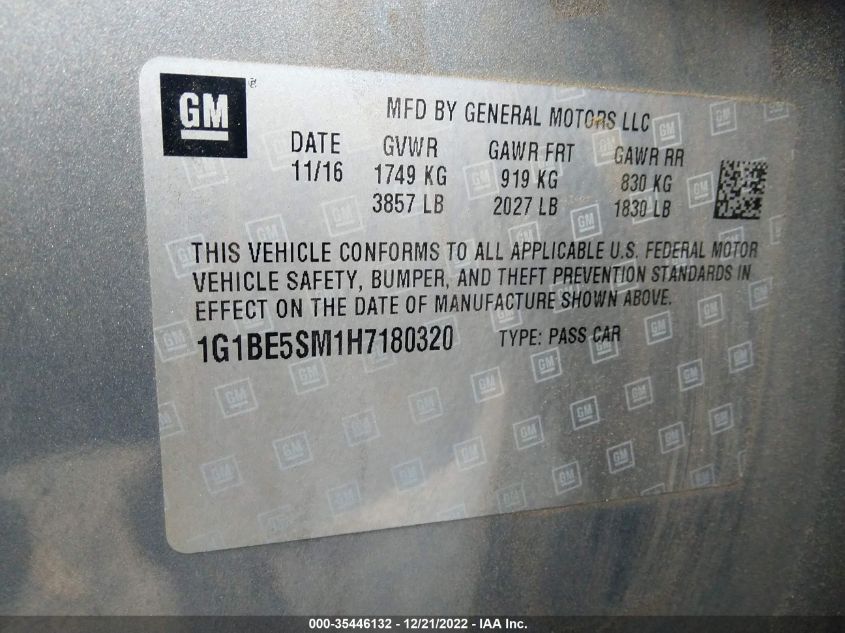 GM ®
MFD BY GENERAL MOTORS LLC
DATE GVWR GAWR FRT GAWR RR
11/16 1749 KG 919 KG 830 KG
3857 LB 2027 LB 1830 LB
THIS VEHICLE CONFORMS TO ALL APPLICABLE U.S. FEDERAL MOTOR
VEHICLE SAFETY, BUMPER, AND THEFT PREVENTION STANDARDS IN
EFFECT ON THE DATE OF MANUFACTURE SHOWN ABOVE.
1G1BE5SM1H7180320 TYPE: PASS CAR
000-35446132 - 12/21/2022 - IAA Inc.